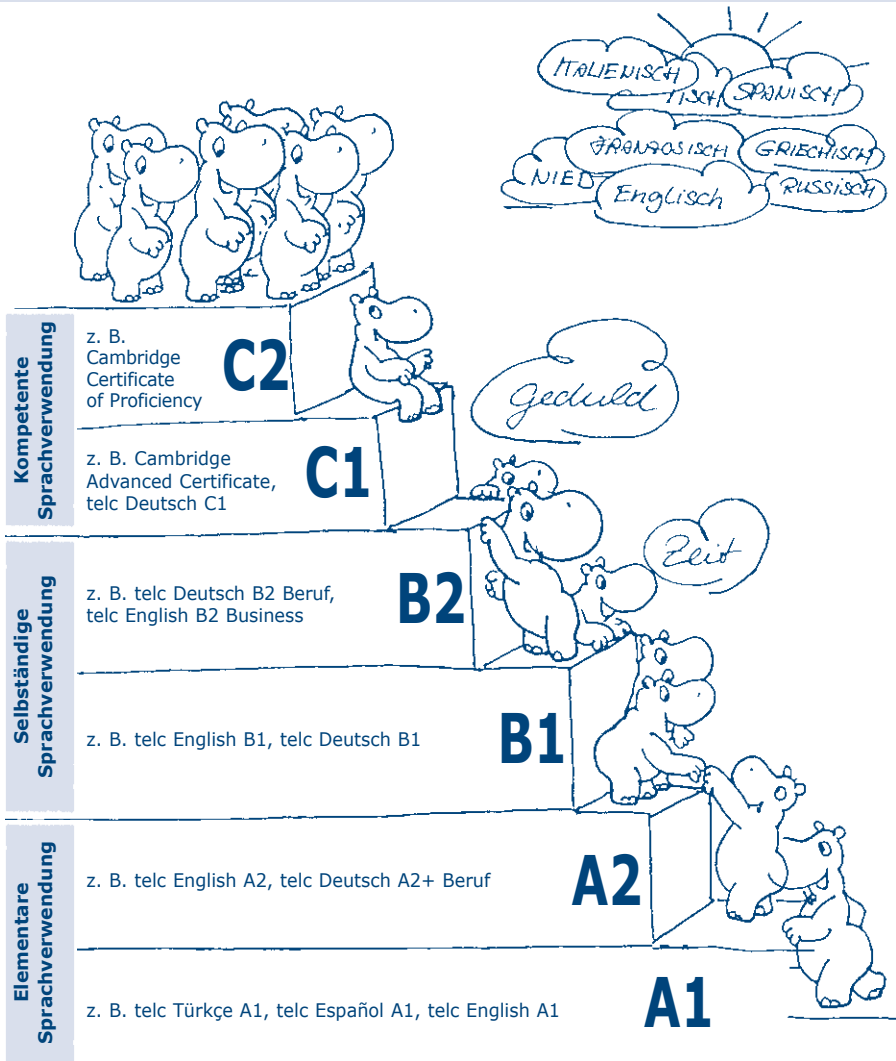 ITALIENISCH
TISCH
SPANISCH
FRANZÖSISCH
GRIECHISCH
NIED
Englisch
RUSSISCH
Kompetente
Sprachverwendung
z. B.
Cambridge
Certificate
of Proficiency
C2
Geduld
z. B. Cambridge
Advanced Certificate,
telc Deutsch C1
C1
Zeit
Selbständige
Sprachverwendung
z. B. telc Deutsch B2 Beruf,
telc English B2 Business
B2
z. B. telc English B1, telc Deutsch B1
B1
Elementare
Sprachverwendung
z. B. telc English A2, telc Deutsch A2+ Beruf
A2
z. B. telc Türkçe A1, telc Español A1, telc English A1
A1